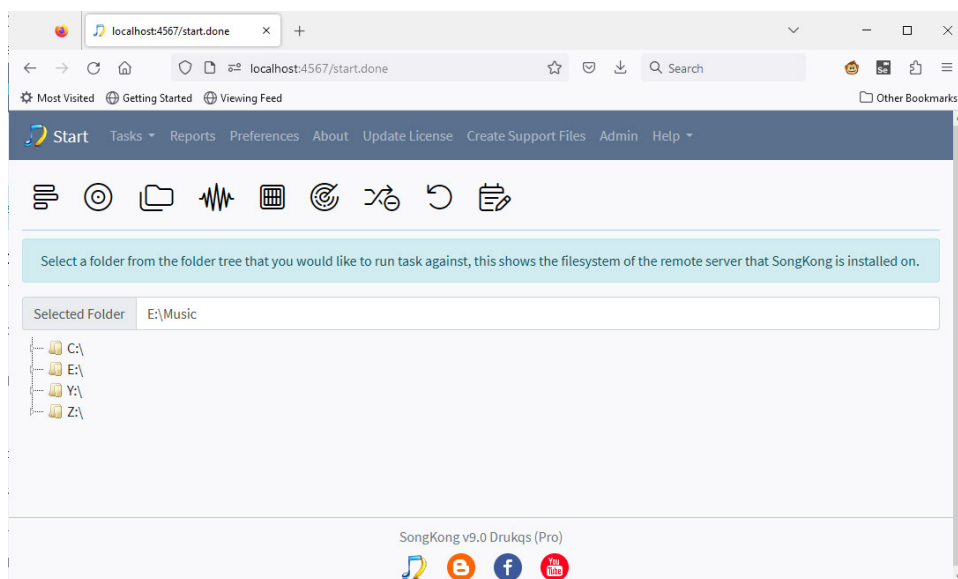 localhost:4567/start.done
localhost:4567/start.done
Search
Se
Most Visited Getting Started Viewing Feed Other Bookmarks
Start Tasks Reports Preferences About Update License Create Support Files Admin Help
Select a folder from the folder tree that you would like to run task against, this shows the filesystem of the remote server that SongKong is installed on.
Selected Folder E:\Music
C:\
E:\
Y:\
Z:\
SongKong v9.0 Drukqs (Pro)
You
Tube